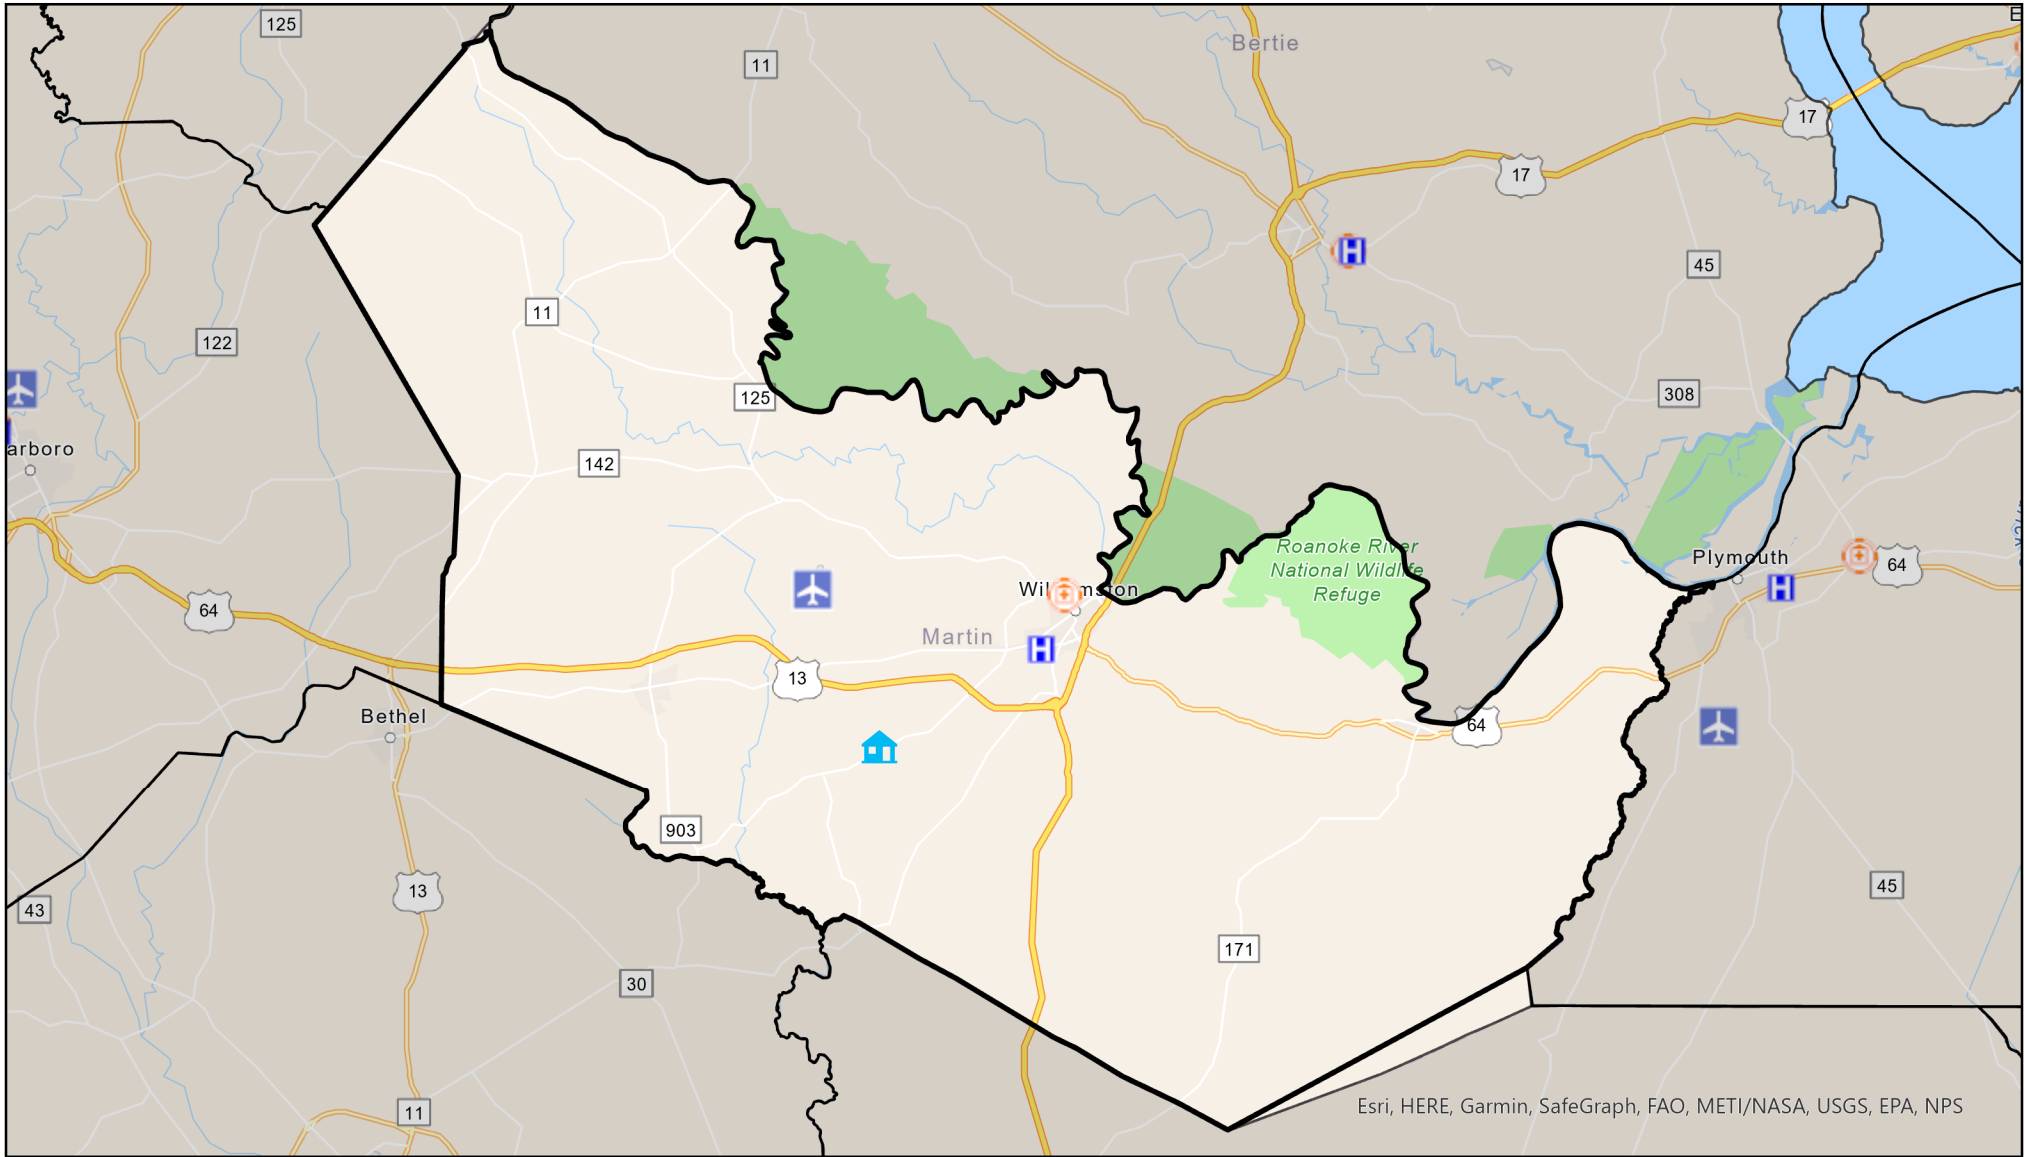 125
11
Bertie
17
17
45
11
122
308
125
arboro
142
Roanoke River
National Wildlife
Refuge
Plymouth
64
64
Martin
13
Bethel
64
903
13
43
45
171
30
11
Esri, HERE, Garmin, SafeGraph, FAO, METI/NASA, USGS, EPA, NPS